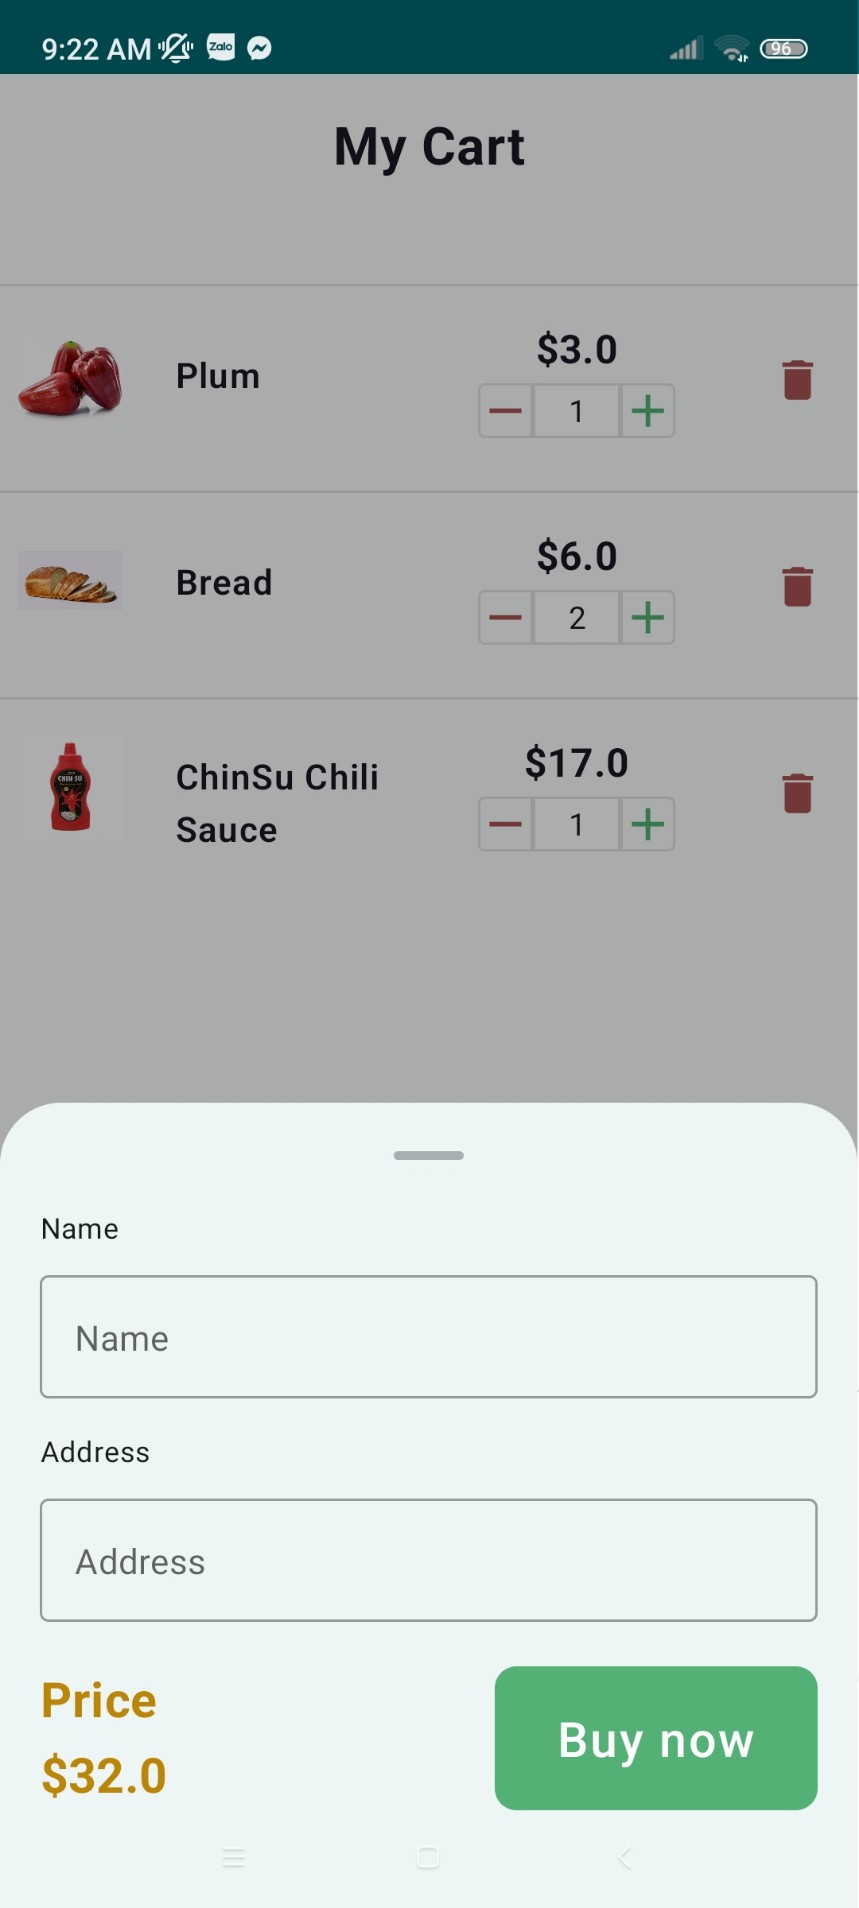 9:22 AM Zalo 96
My Cart
$3.0
Plum
1
$6.0
Bread
2
$17.0
CHIN-SU
ChinSu Chili
Sauce
1
Name
Name
Address
Address
Price
$32.0
Buy now